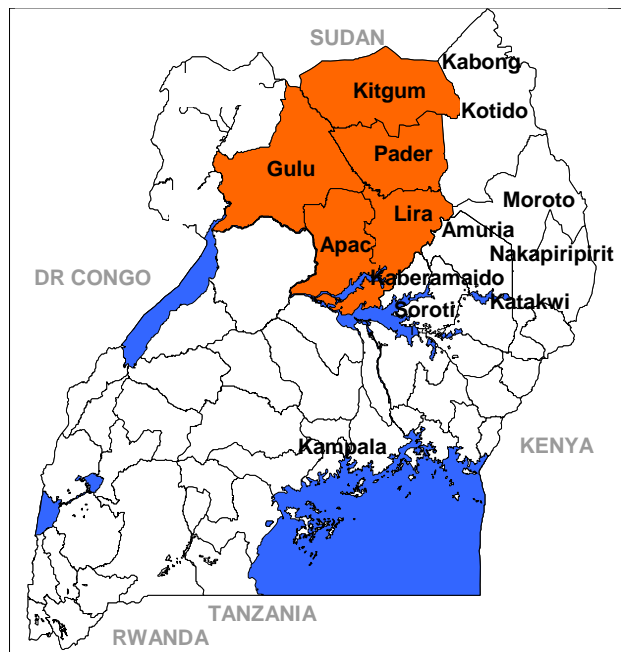 SUDAN
Kabong
Kitgum
Kotido
Pader
Gulu
Moroto
Lira
Amuria
Apac
Nakapiripirit
DR CONGO
Kaberamaido
Katakwi
Soroti
Kampala
KENYA
TANZANIA
RWANDA